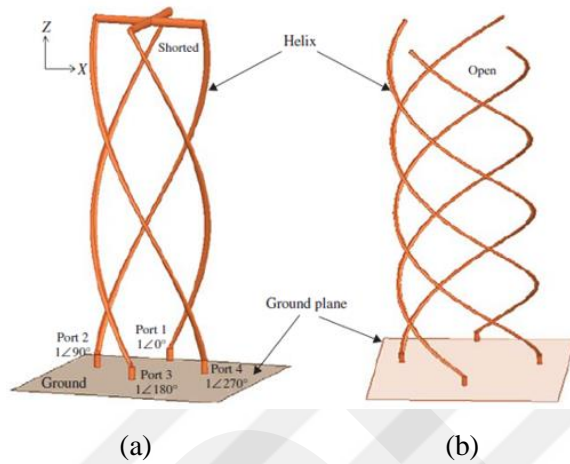 Z
X
Shorted
Helix
Open
Ground plane
Port 2
1∠90°
Port 1
1∠0°
Port 3
1∠180°
Port 4
1∠270°
Ground
(a)
(b)